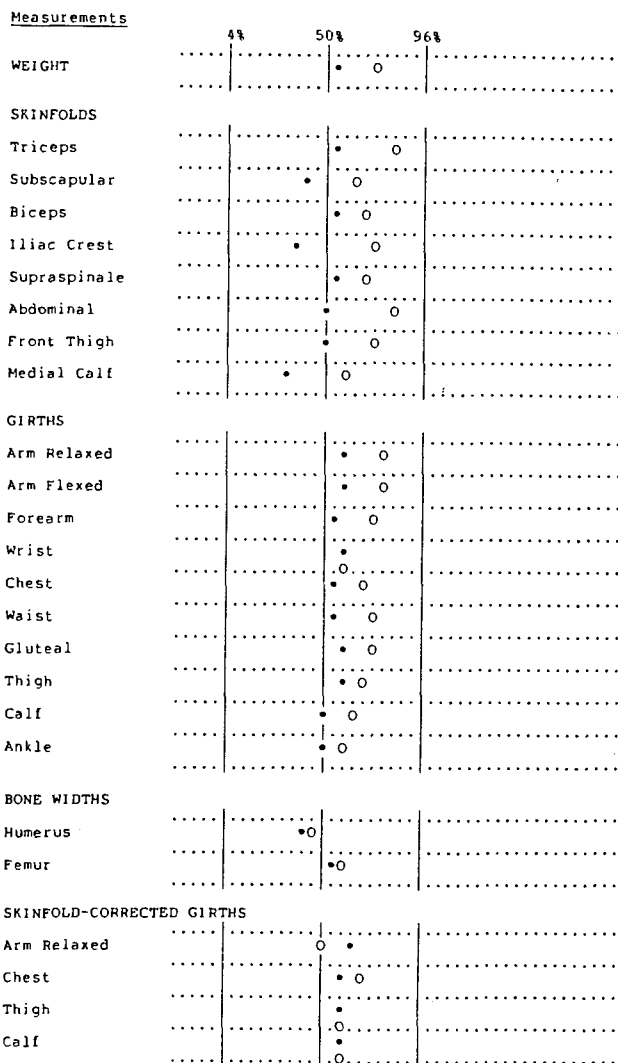 Measurements
4% 50% 96%
WEIGHT
SKINFOLDS
Triceps
Subscapular
Biceps
Iliac Crest
Supraspinale
Abdominal
Front Thigh
Medial Calf
GIRTHS
Arm Relaxed
Arm Flexed
Forearm
Wrist
Chest
Waist
Gluteal
Thigh
Calf
Ankle
BONE WIDTHS
Humerus
Femur
SKINFOLD-CORRECTED GIRTHS
Arm Relaxed
Chest
Thigh
Calf